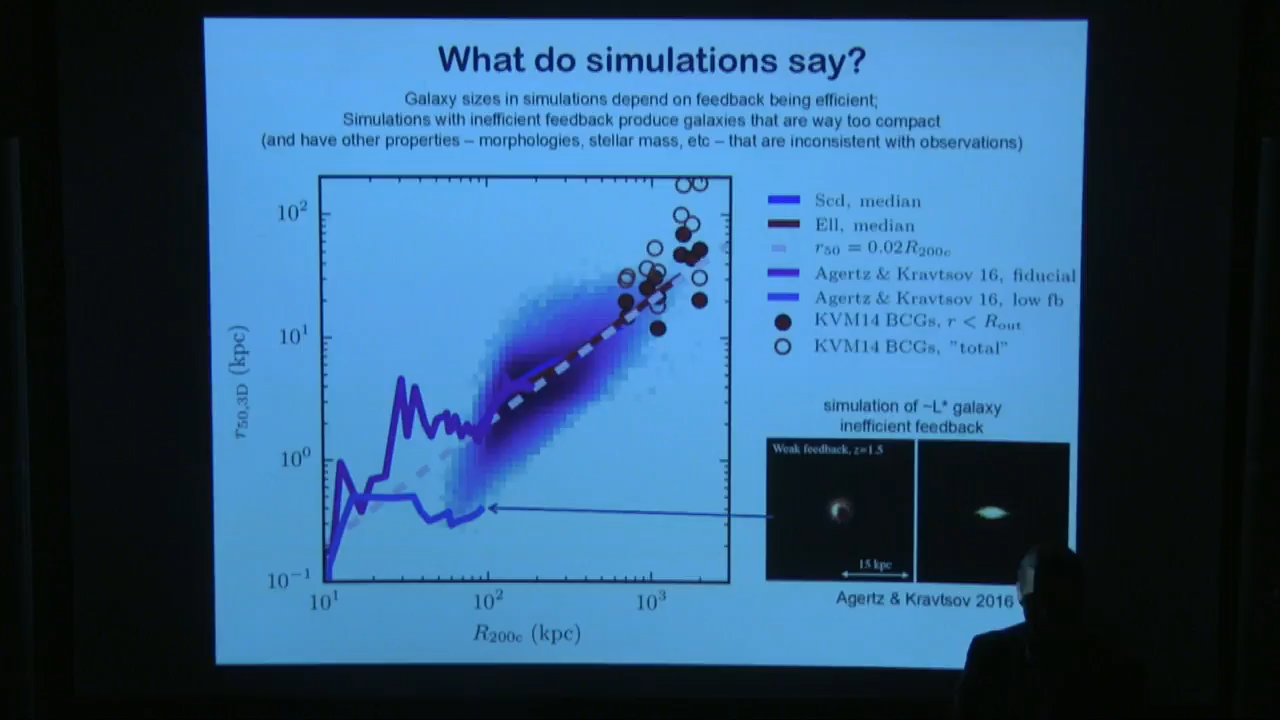 What do simulations say?
Galaxy sizes in simulations depend on feedback being efficient;
Simulations with inefficient feedback produce galaxies that are way too compact
(and have other properties – morphologies, stellar mass, etc – that are inconsistent with observations)
r50,3D (kpc)
10²
10¹
10⁰
10⁻¹
10¹
10²
10³
R200c (kpc)
Scd, median
Ell, median
r50 = 0.02R200c
Agertz & Kravtsov 16, fiducial
Agertz & Kravtsov 16, low fb
KVM14 BCGs, r < Rout
KVM14 BCGs, "total"
simulation of ~L* galaxy
inefficient feedback
Weak feedback, z=1.5
15 kpc
Agertz & Kravtsov 2016